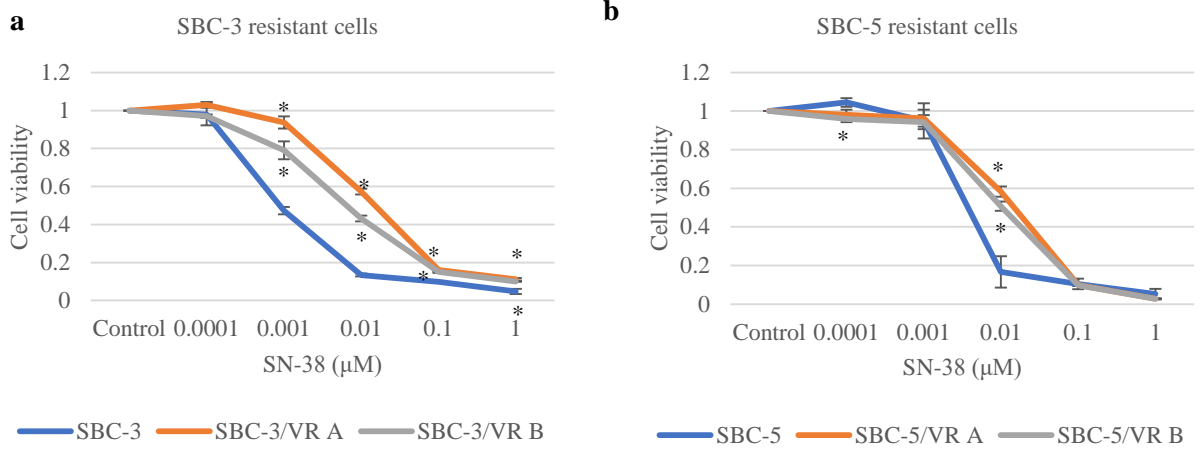 a
SBC-3 resistant cells
Cell viability
1.2
1
0.8
0.6
0.4
0.2
0
*
*
*
*
*
*
*
*
Control 0.0001 0.001 0.01 0.1 1
SN-38 (μM)
SBC-3 SBC-3/VR A SBC-3/VR B
b
SBC-5 resistant cells
Cell viability
1.2
1
0.8
0.6
0.4
0.2
0
*
*
*
Control 0.0001 0.001 0.01 0.1 1
SN-38 (μM)
SBC-5 SBC-5/VR A SBC-5/VR B